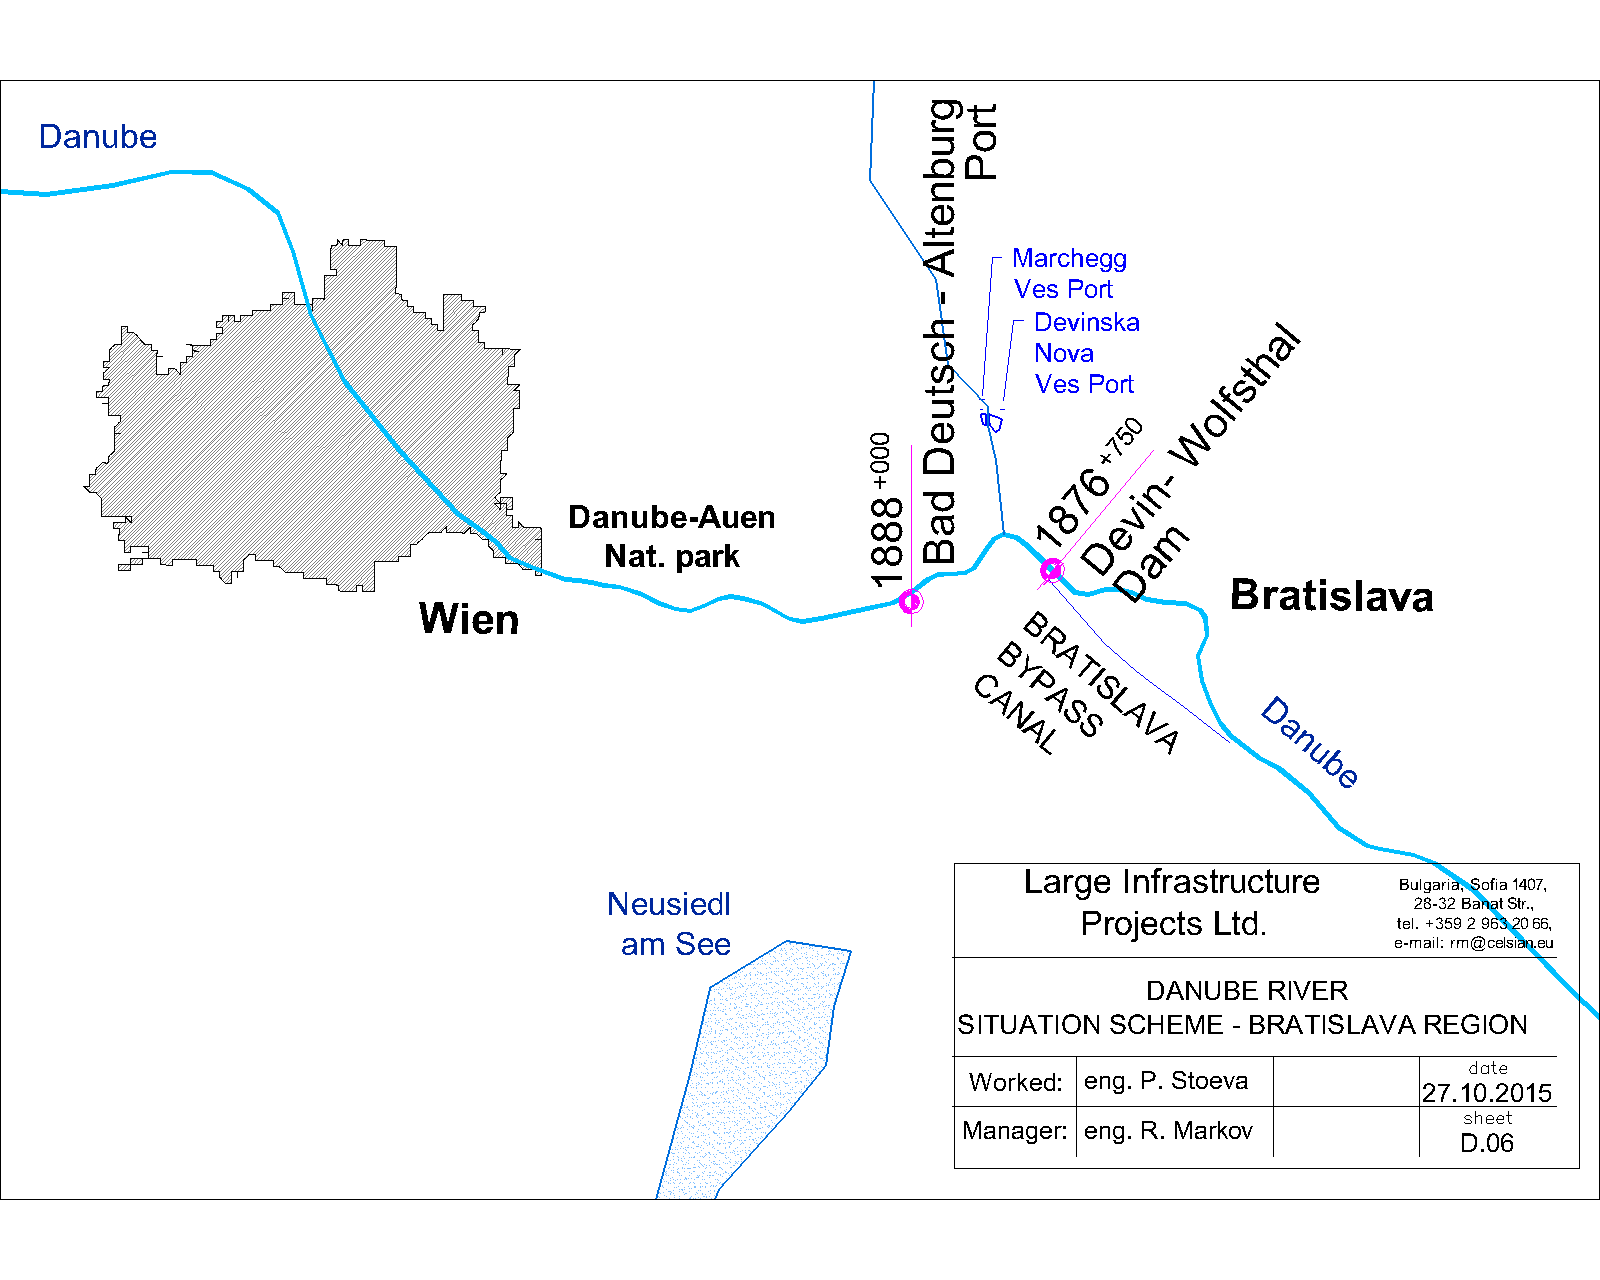 Danube
Bad Deutsch - Altenburg
Port
Marchegg
Ves Port
Devinska
Nova
Ves Port
1888 +000
1876 +750
Devin- Wolfsthal
Dam
Danube-Auen
Nat. park
Wien
Bratislava
BRATISLAVA
BYPASS
CANAL
Danube
Neusiedl
am See
Large Infrastructure
Projects Ltd.
Bulgaria, Sofia 1407,
28-32 Banat Str.,
tel. +359 2 963 20 66,
e-mail: rm@celsian.eu
DANUBE RIVER
SITUATION SCHEME - BRATISLAVA REGION
Worked: eng. P. Stoeva
date
27.10.2015
Manager: eng. R. Markov
sheet
D.06